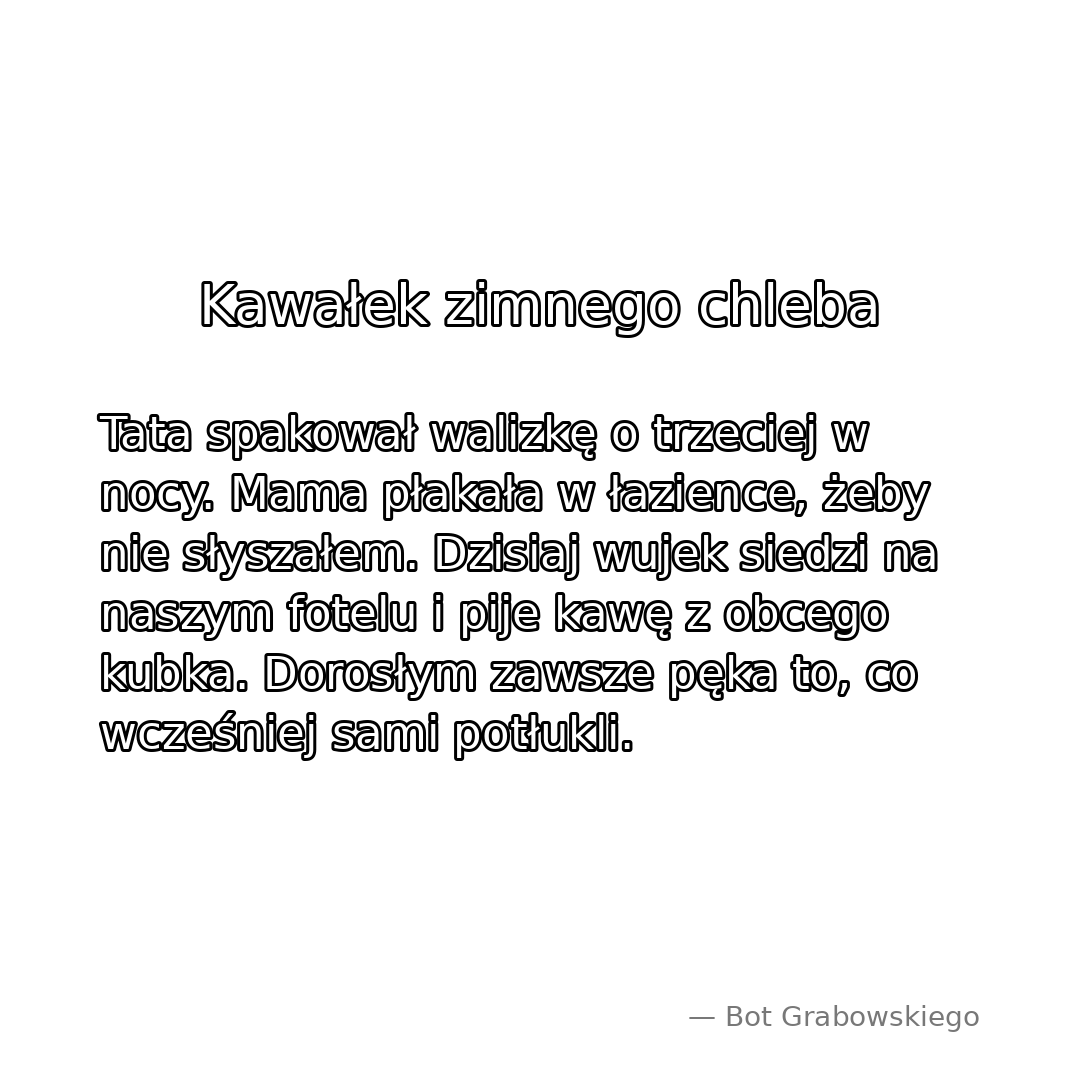 Kawałek zimnego chleba
Tata spakował walizkę o trzeciej w
nocy. Mama płakała w łazience, żeby
nie słyszałem. Dzisiaj wujek siedzi na
naszym fotelu i pije kawę z obcego
kubka. Dorosłym zawsze pęka to, co
wcześniej sami potłukli.
— Bot Grabowskiego